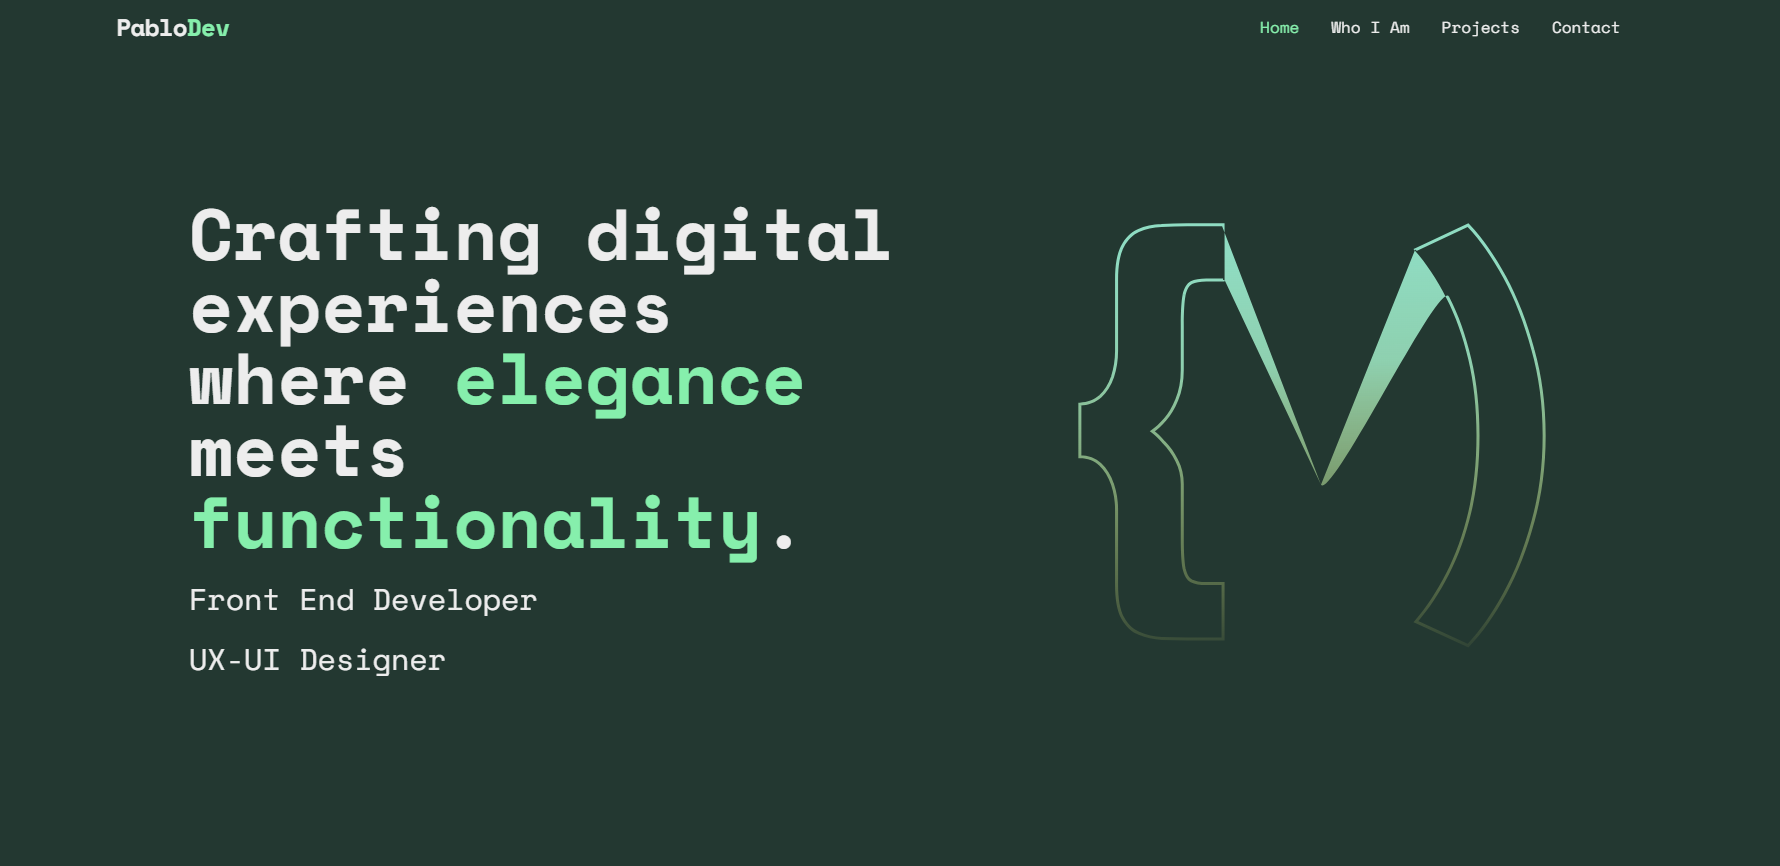 PabloDev
Home Who I Am Projects Contact
Crafting digital
experiences
where elegance
meets
functionality.
Front End Developer
UX-UI Designer